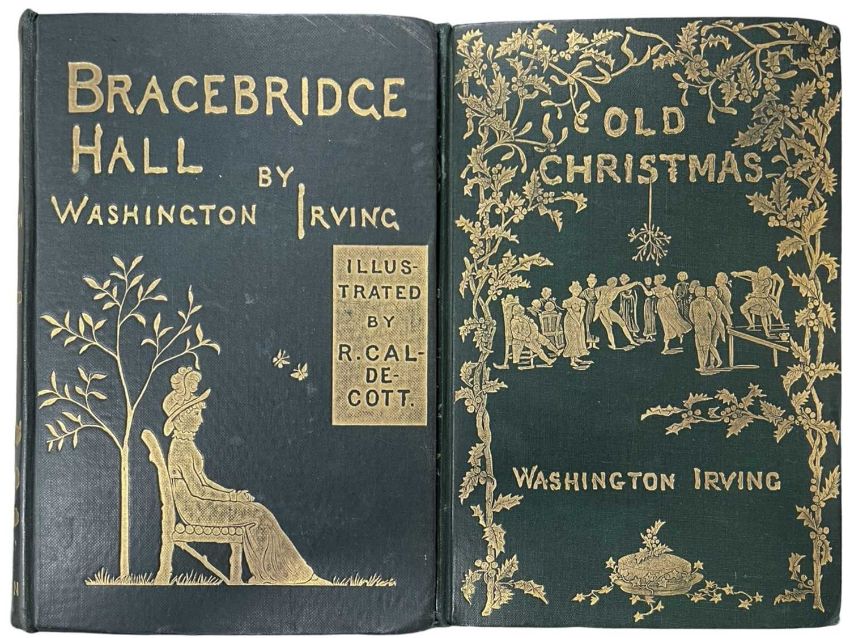 BRACEBRIDGE
HALL BY
WASHINGTON IRVING
ILLUS-
TRATED
BY
R. CAL-
DE-
COTT.
OLD
CHRISTMAS
WASHINGTON IRVING